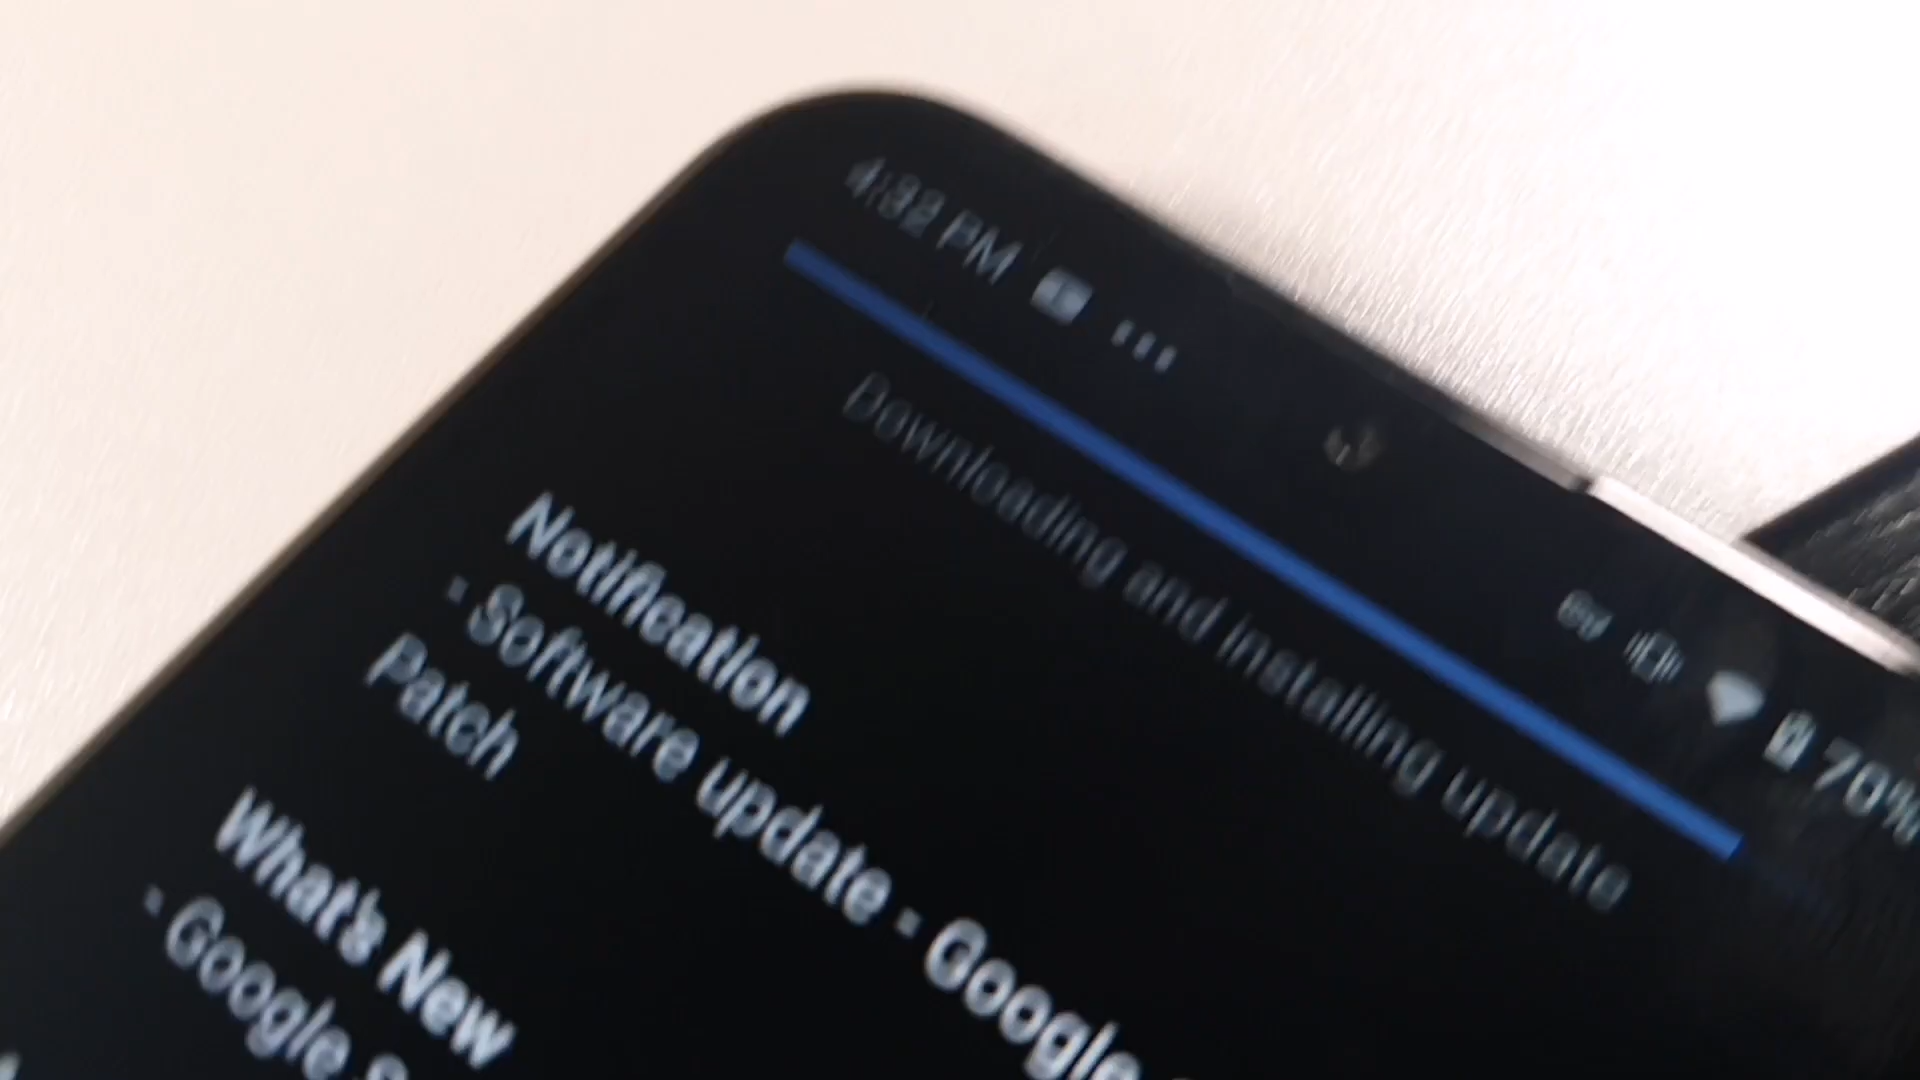 4:32 PM
70%
Downloading and installing update
Notification
• Software update • Google
Patch
What's New
• Google